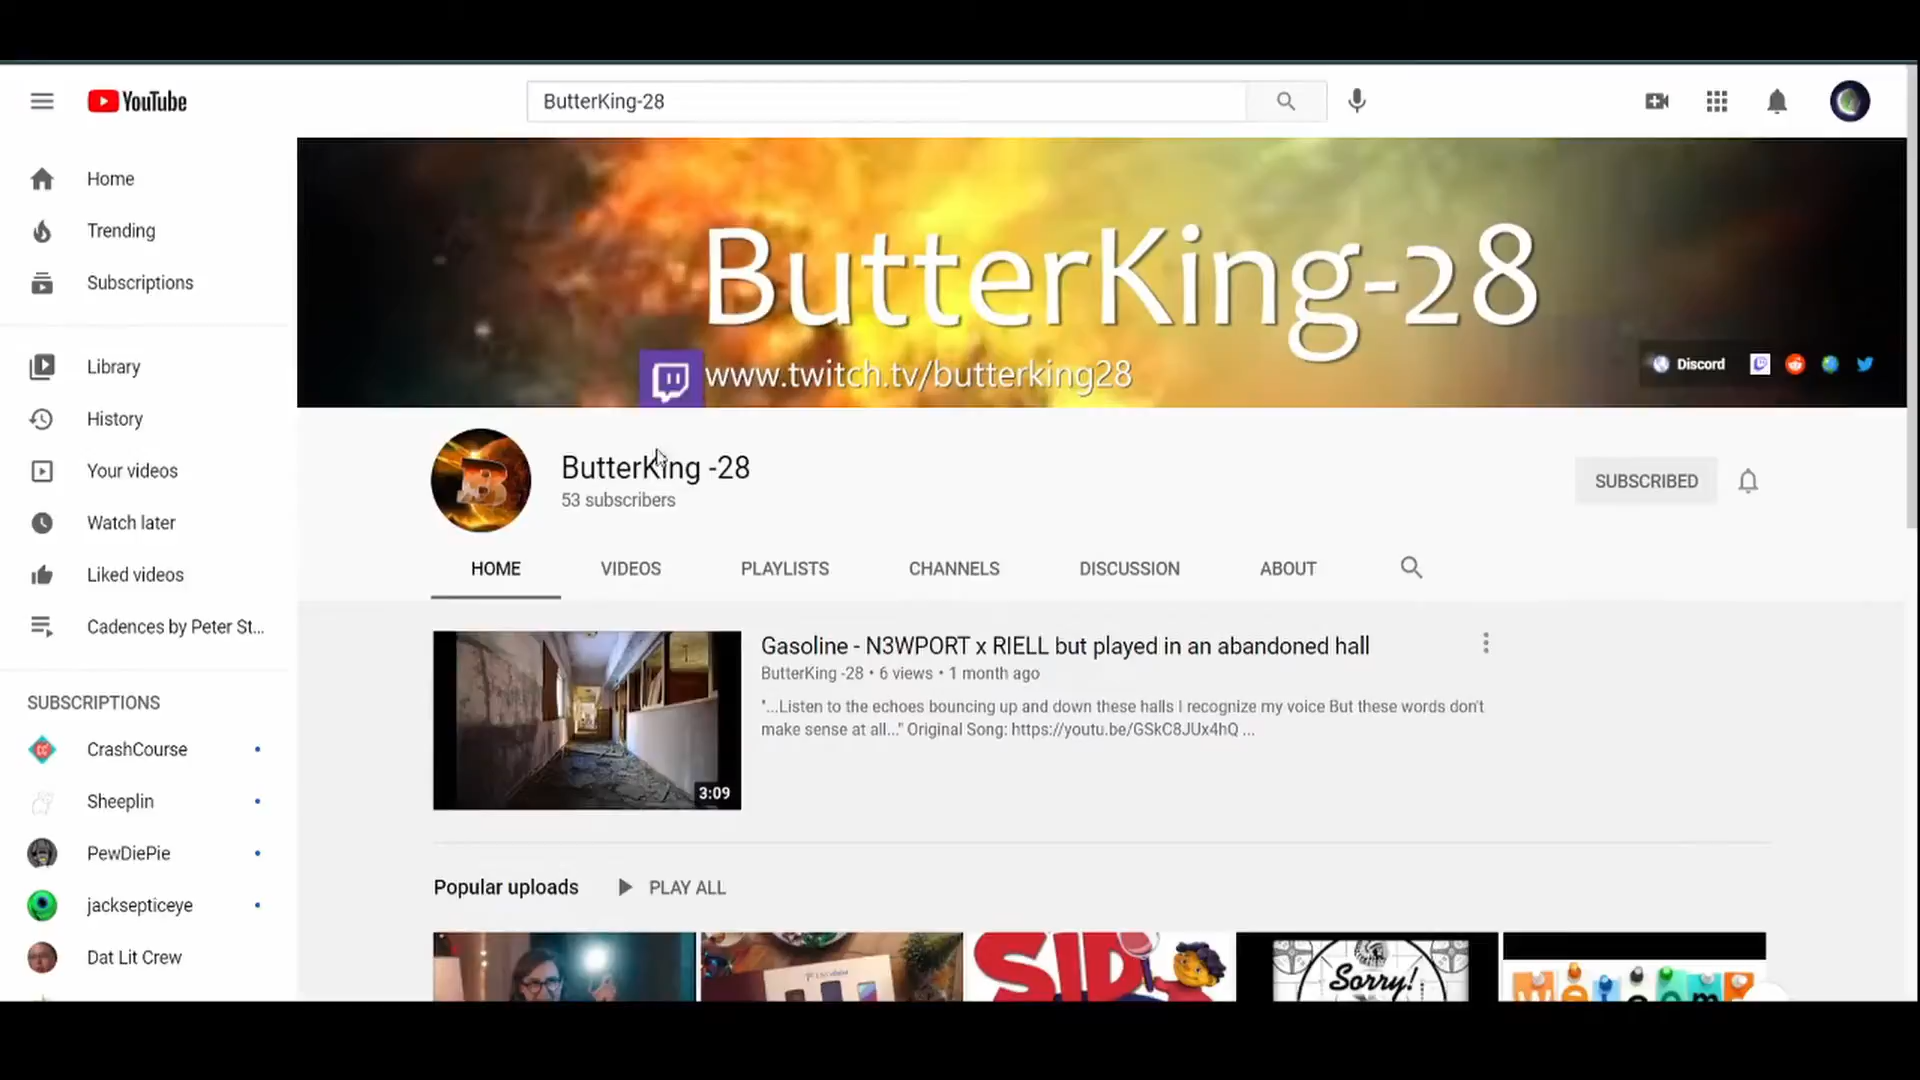 YouTube
ButterKing-28
Home
Trending
Subscriptions
Library
History
Your videos
Watch later
Liked videos
Cadences by Peter St...
SUBSCRIPTIONS
CrashCourse
Sheeplin
PewDiePie
jacksepticeye
Dat Lit Crew
ButterKing-28
www.twitch.tv/butterking28
Discord
ButterKing -28
53 subscribers
SUBSCRIBED
HOME VIDEOS PLAYLISTS CHANNELS DISCUSSION ABOUT
Gasoline - N3WPORT x RIELL but played in an abandoned hall
ButterKing -28 • 6 views • 1 month ago
"...Listen to the echoes bouncing up and down these halls I recognize my voice But these words don't
make sense at all..." Original Song: https://youtu.be/GSkC8JUx4hQ ...
3:09
Popular uploads PLAY ALL
SID
Sorry!